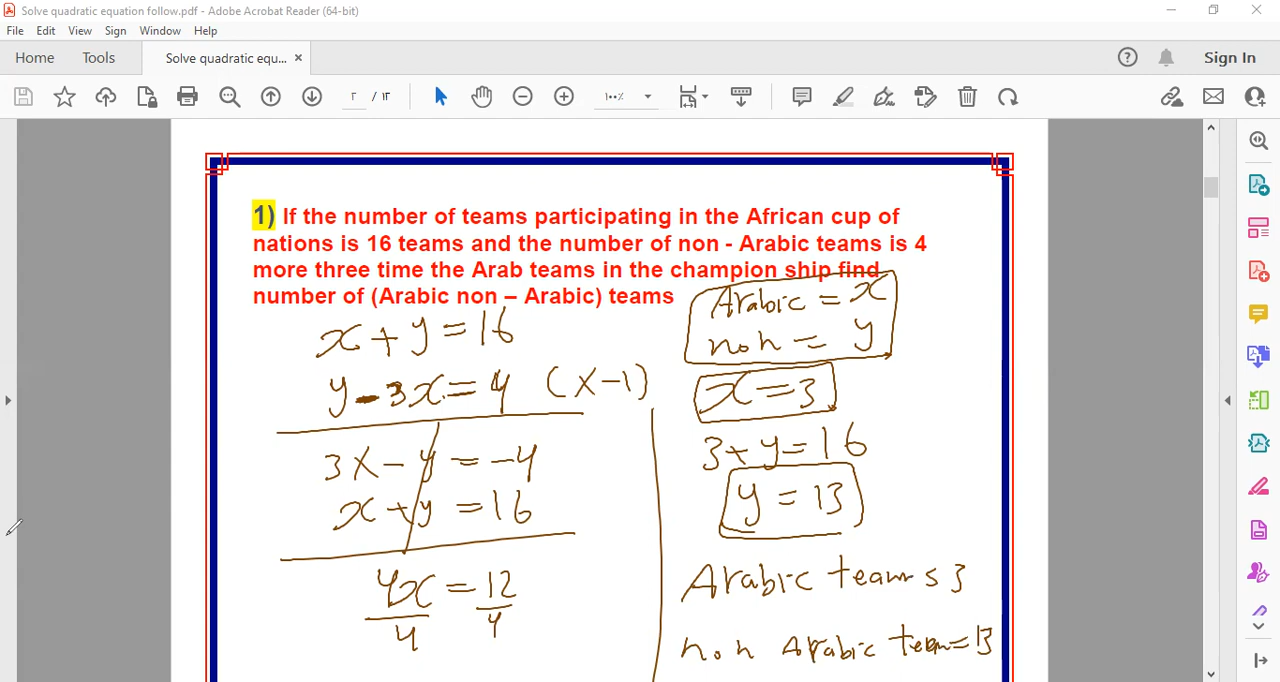 Solve quadratic equation follow.pdf - Adobe Acrobat Reader (64-bit)
File Edit View Sign Window Help
Home Tools Solve quadratic equ... × Sign In
٢ / ١٣ ١٠٠٪
1) If the number of teams participating in the African cup of
nations is 16 teams and the number of non - Arabic teams is 4
more three time the Arab teams in the champion ship find
number of (Arabic non – Arabic) teams
x + y = 16
y - 3x = 4 (x-1)
3x - y = -4
x + y = 16
4x = 12
4 4
Arabic = x
non = y
x = 3
3 + y = 16
y = 13
Arabic teams 3
non Arabic team = 13